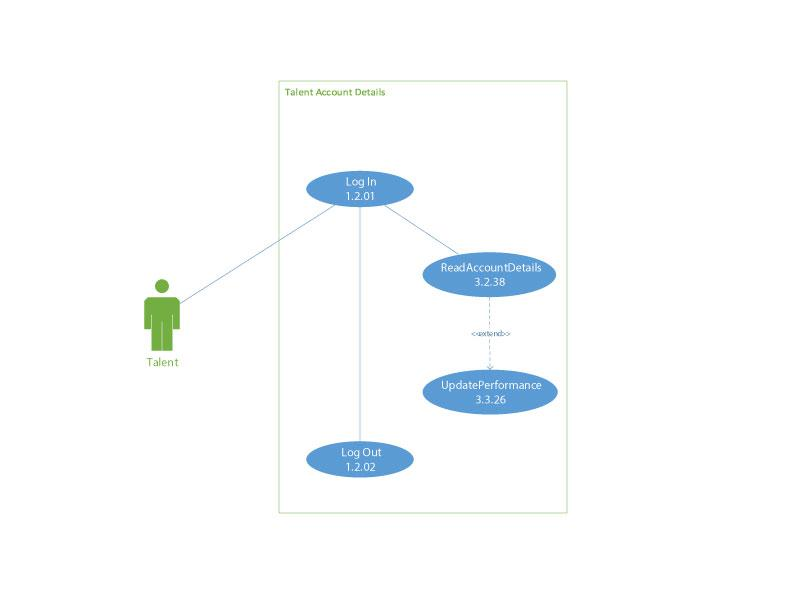 Talent Account Details
Log In
1.2.01
ReadAccountDetails
3.2.38
<<extend>>
Talent
UpdatePerformance
3.3.26
Log Out
1.2.02